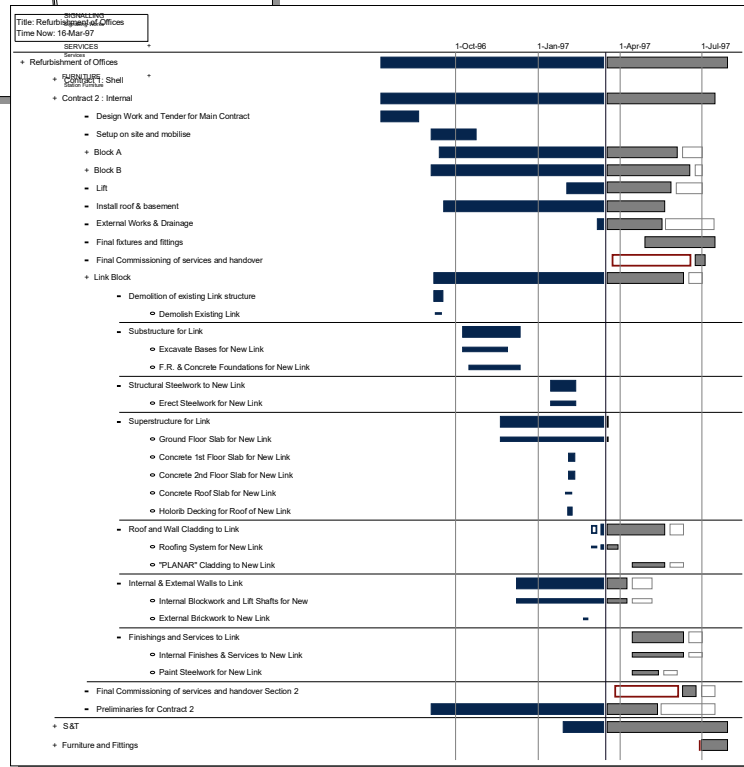 SIGNALLING
Title: Refurbishment of Offices
Time Now: 16-Mar-97
SERVICES +
Services
1-Oct-96 1-Jan-97 1-Apr-97 1-Jul-97
+ Refurbishment of Offices
FURNITURE +
+ Contract 1: Shell
Station Furniture
+ Contract 2 : Internal
- Design Work and Tender for Main Contract
- Setup on site and mobilise
+ Block A
+ Block B
- Lift
- Install roof & basement
- External Works & Drainage
- Final fixtures and fittings
- Final Commissioning of services and handover
+ Link Block
- Demolition of existing Link structure
o Demolish Existing Link
- Substructure for Link
o Excavate Bases for New Link
o F.R. & Concrete Foundations for New Link
- Structural Steelwork to New Link
o Erect Steelwork for New Link
- Superstructure for Link
o Ground Floor Slab for New Link
o Concrete 1st Floor Slab for New Link
o Concrete 2nd Floor Slab for New Link
o Concrete Roof Slab for New Link
o Holorib Decking for Roof of New Link
- Roof and Wall Cladding to Link
o Roofing System for New Link
o "PLANAR" Cladding to New Link
- Internal & External Walls to Link
o Internal Blockwork and Lift Shafts for New
o External Brickwork to New Link
- Finishings and Services to Link
o Internal Finishes & Services to New Link
o Paint Steelwork for New Link
- Final Commissioning of services and handover Section 2
- Preliminaries for Contract 2
+ S&T
+ Furniture and Fittings